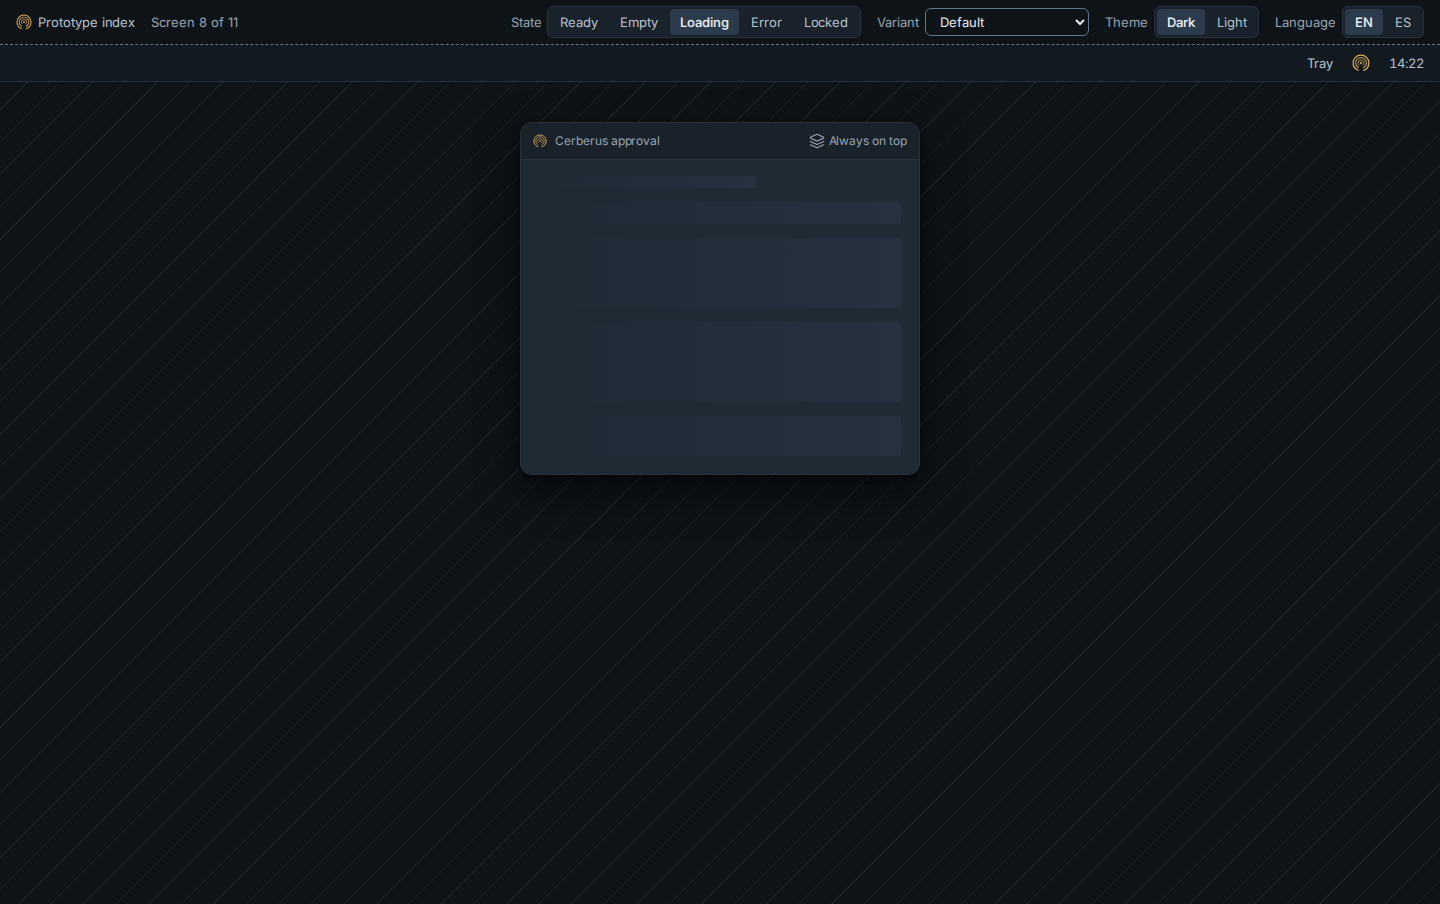 Prototype index Screen 8 of 11 State Ready Empty Loading Error Locked Variant Default Theme Dark Light Language EN ES
Tray 14:22
Cerberus approval Always on top